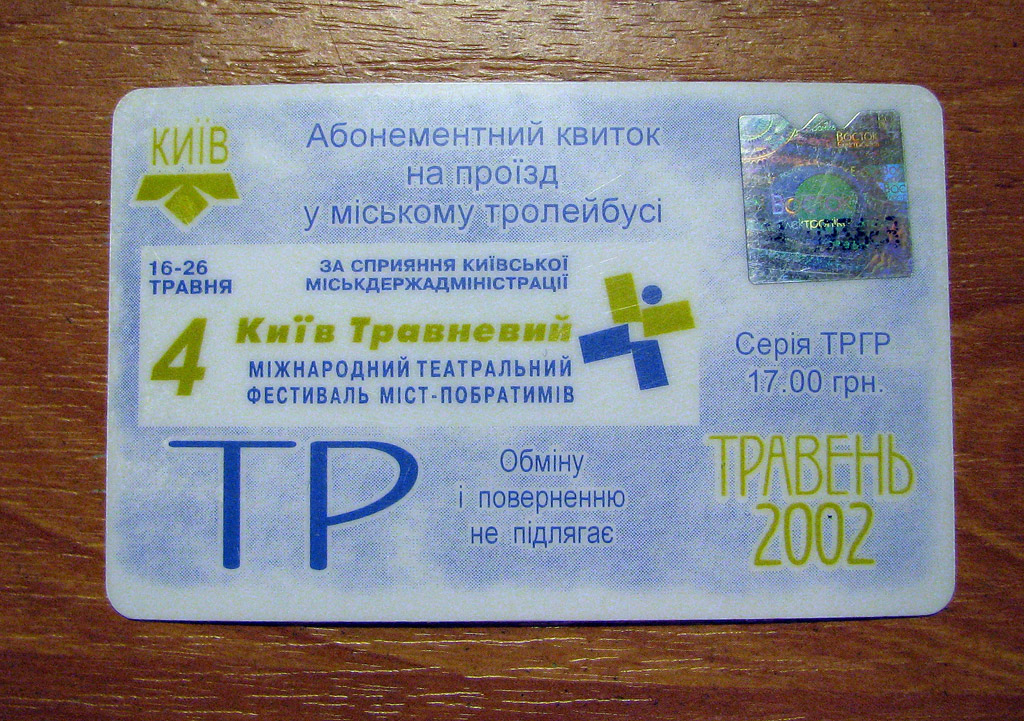 КИЇВ
Абонементний квиток
на проїзд
у міському тролейбусі
ВОСТОК
16-26
ТРАВНЯ
ЗА СПРИЯННЯ КИЇВСЬКОЇ
МІСЬКДЕРЖАДМІНІСТРАЦІЇ
4
Київ Травневий
МІЖНАРОДНИЙ ТЕАТРАЛЬНИЙ
ФЕСТИВАЛЬ МІСТ-ПОБРАТИМІВ
Серія ТРГР
17.00 грн.
ТР
Обміну
і поверненню
не підлягає
ТРАВЕНЬ
2002